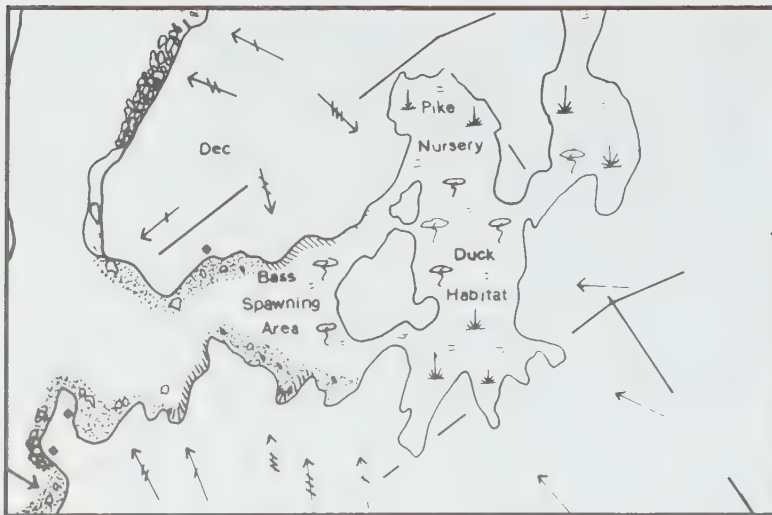 Pike
Nursery
Dec
Duck
Habitat
Bass
Spawning
Area